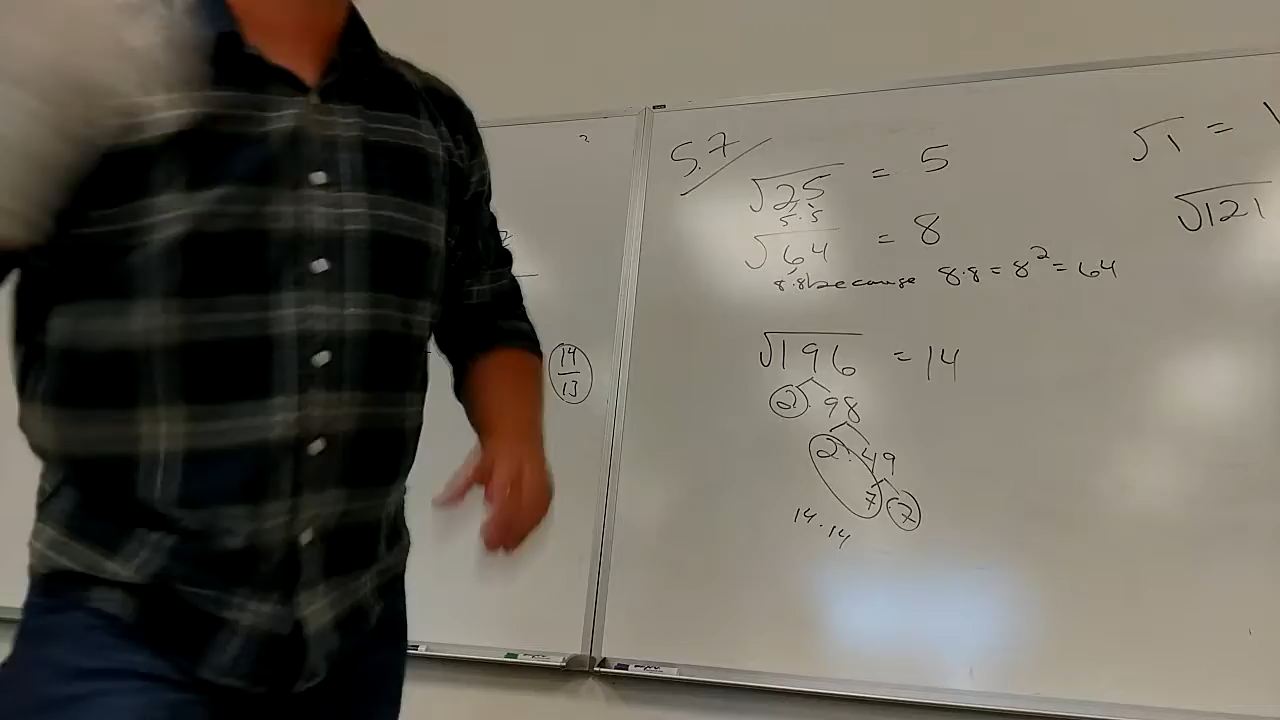 5.7
√25 = 5
5·5
√64 = 8
8·8 because 8·8 = 8² = 64
√196 = 14
2 · 98
2 · 49
7 · 7
14·14
√1 =
√121
14
13
2